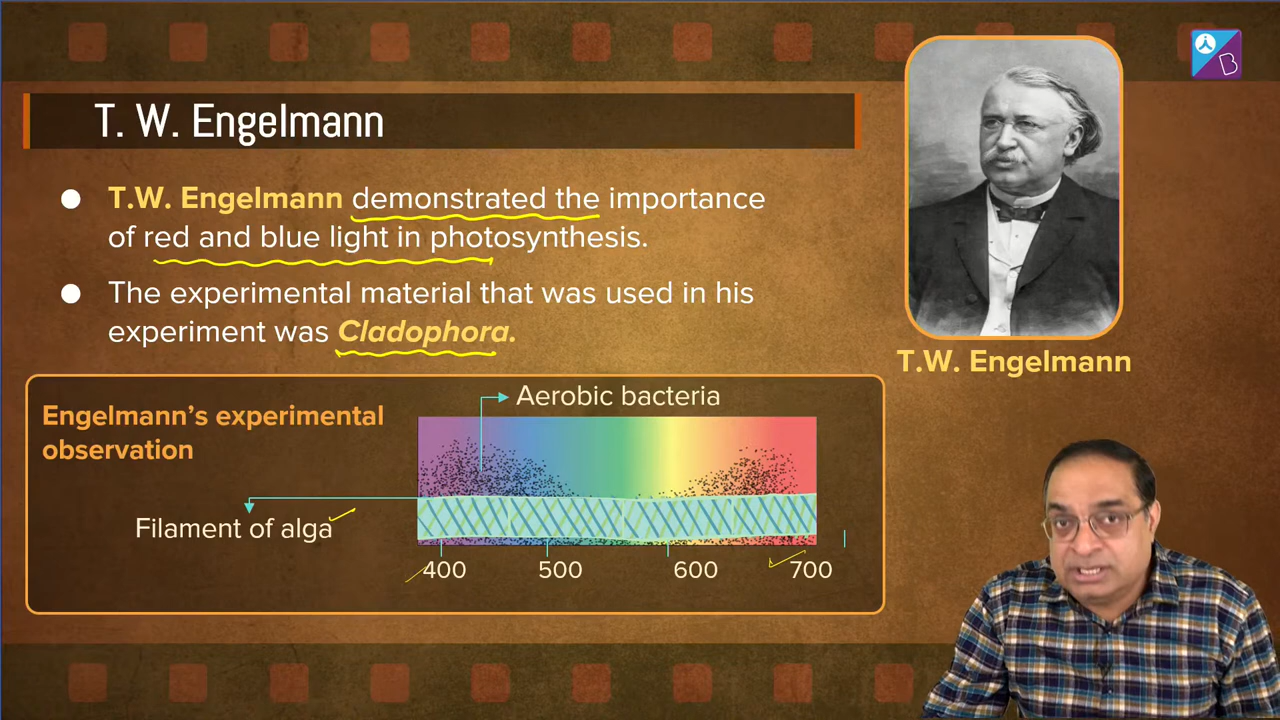 T. W. Engelmann
T.W. Engelmann demonstrated the importance
of red and blue light in photosynthesis.
The experimental material that was used in his
experiment was Cladophora.
T.W. Engelmann
Engelmann's experimental
observation
Aerobic bacteria
Filament of alga
400 500 600 700
B